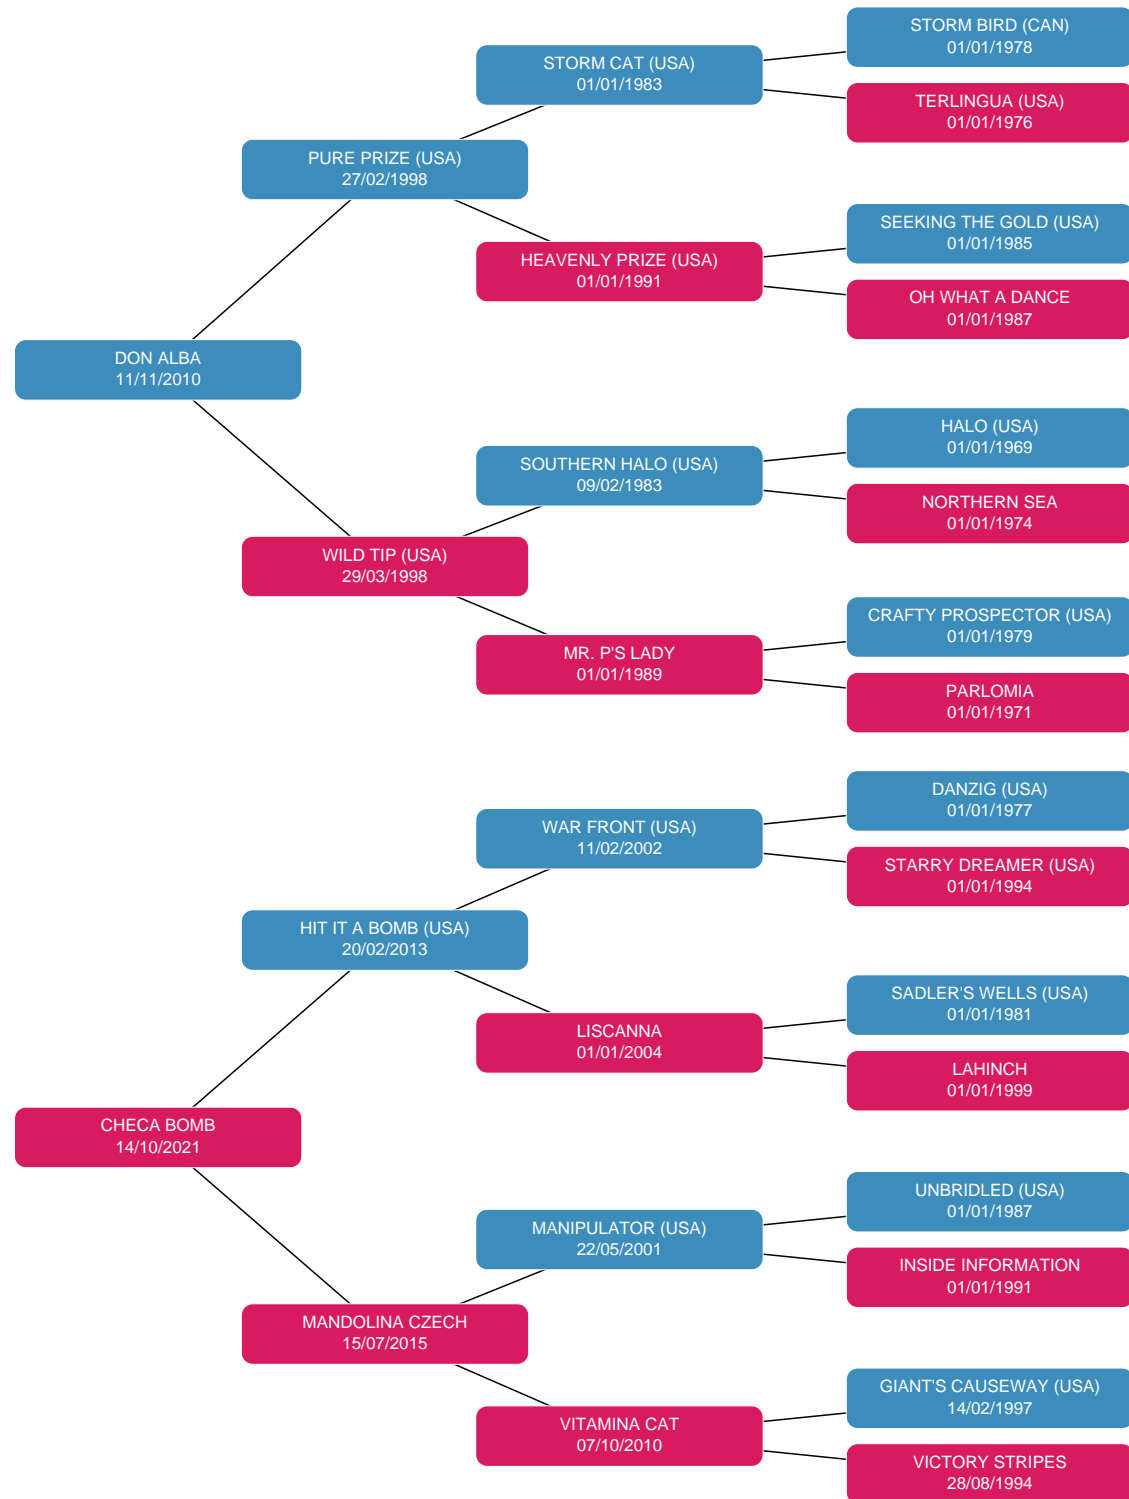 STORM BIRD (CAN)
01/01/1978
STORM CAT (USA)
01/01/1983
TERLINGUA (USA)
01/01/1976
PURE PRIZE (USA)
27/02/1998
SEEKING THE GOLD (USA)
01/01/1985
HEAVENLY PRIZE (USA)
01/01/1991
OH WHAT A DANCE
01/01/1987
DON ALBA
11/11/2010
HALO (USA)
01/01/1969
SOUTHERN HALO (USA)
09/02/1983
NORTHERN SEA
01/01/1974
WILD TIP (USA)
29/03/1998
CRAFTY PROSPECTOR (USA)
01/01/1979
MR. P'S LADY
01/01/1989
PARLOMIA
01/01/1971
DANZIG (USA)
01/01/1977
WAR FRONT (USA)
11/02/2002
STARRY DREAMER (USA)
01/01/1994
HIT IT A BOMB (USA)
20/02/2013
SADLER'S WELLS (USA)
01/01/1981
LISCANNA
01/01/2004
LAHINCH
01/01/1999
CHECA BOMB
14/10/2021
UNBRIDLED (USA)
01/01/1987
MANIPULATOR (USA)
22/05/2001
INSIDE INFORMATION
01/01/1991
MANDOLINA CZECH
15/07/2015
GIANT'S CAUSEWAY (USA)
14/02/1997
VITAMINA CAT
07/10/2010
VICTORY STRIPES
28/08/1994